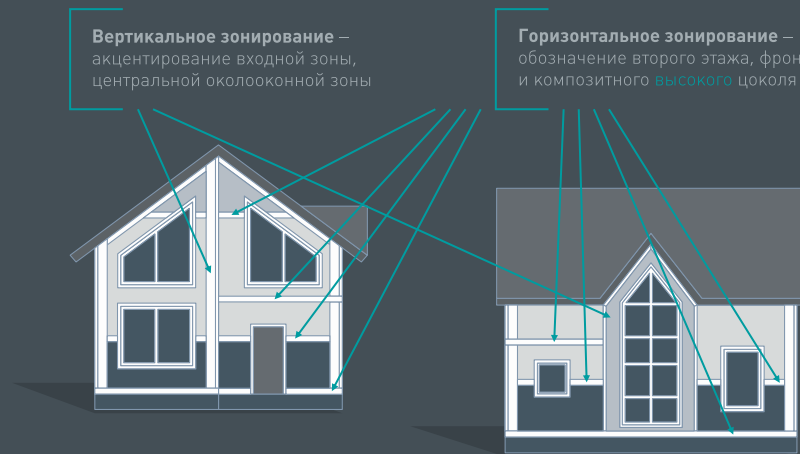 Вертикальное зонирование –
акцентирование входной зоны,
центральной околооконной зоны
Горизонтальное зонирование –
обозначение второго этажа, фрон
и композитного высокого цоколя